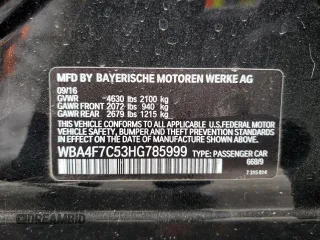 MFD BY BAYERISCHE MOTOREN WERKE AG
09/16
GVWR -4630 lbs 2100 kg
GAWR FRONT 2072 lbs 940 kg
GAWR REAR 2679 lbs 1215 kg
THIS VEHICLE CONFORMS TO ALL APPLICABLE
FEDERAL MOTOR VEHICLE SAFETY, BUMPER, AND
THEFT PREVENTION STANDARDS IN EFFECT ON
THE DATE OF MANUFACTURE SHOWN ABOVE.
WBA4F7C53HG785999 TYPE: PASSENGER CAR
668/9